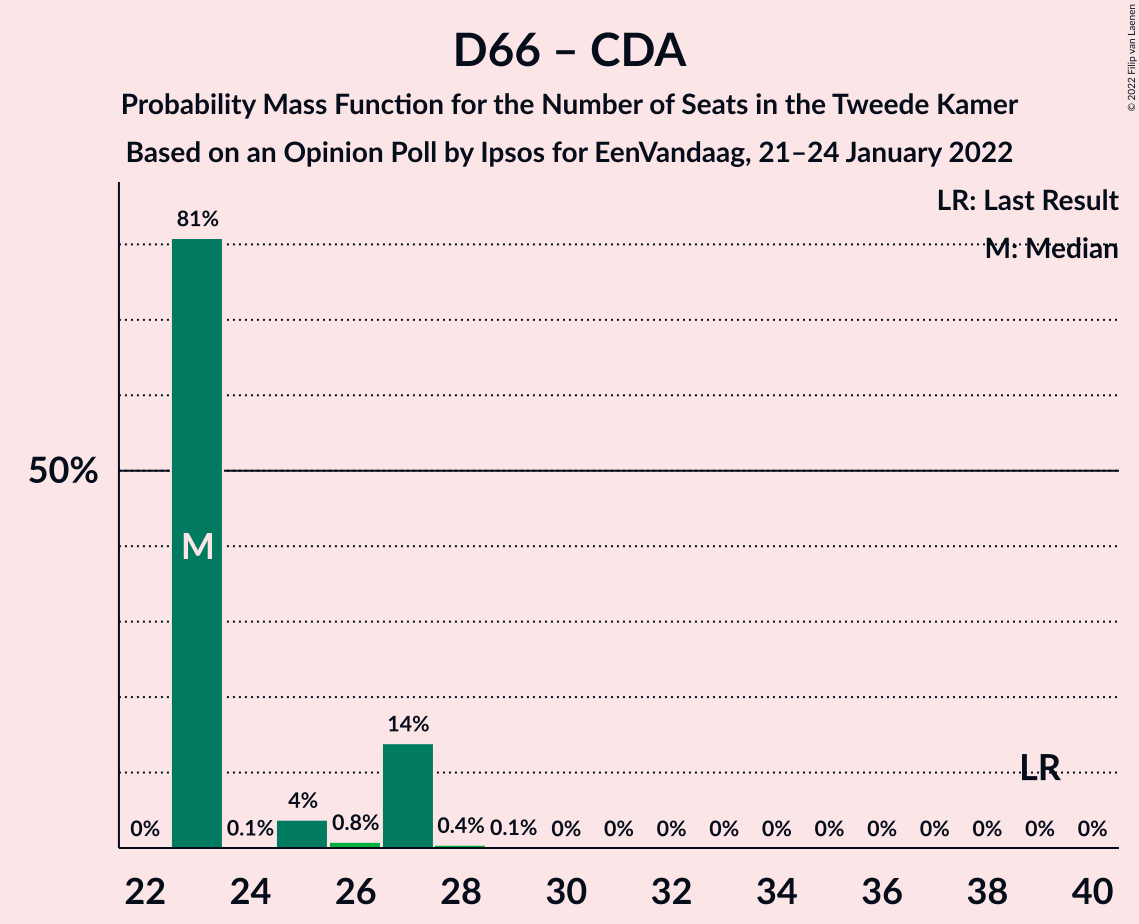 D66 – CDA
Probability Mass Function for the Number of Seats in the Tweede Kamer
Based on an Opinion Poll by Ipsos for EenVandaag, 21–24 January 2022
© 2022 Filip van Laenen
LR: Last Result
M: Median
50%
81%
M
14%
LR
4%
0% 0.1% 0.8% 0.4% 0.1% 0% 0% 0% 0% 0% 0% 0% 0% 0% 0% 0%
22 24 26 28 30 32 34 36 38 40